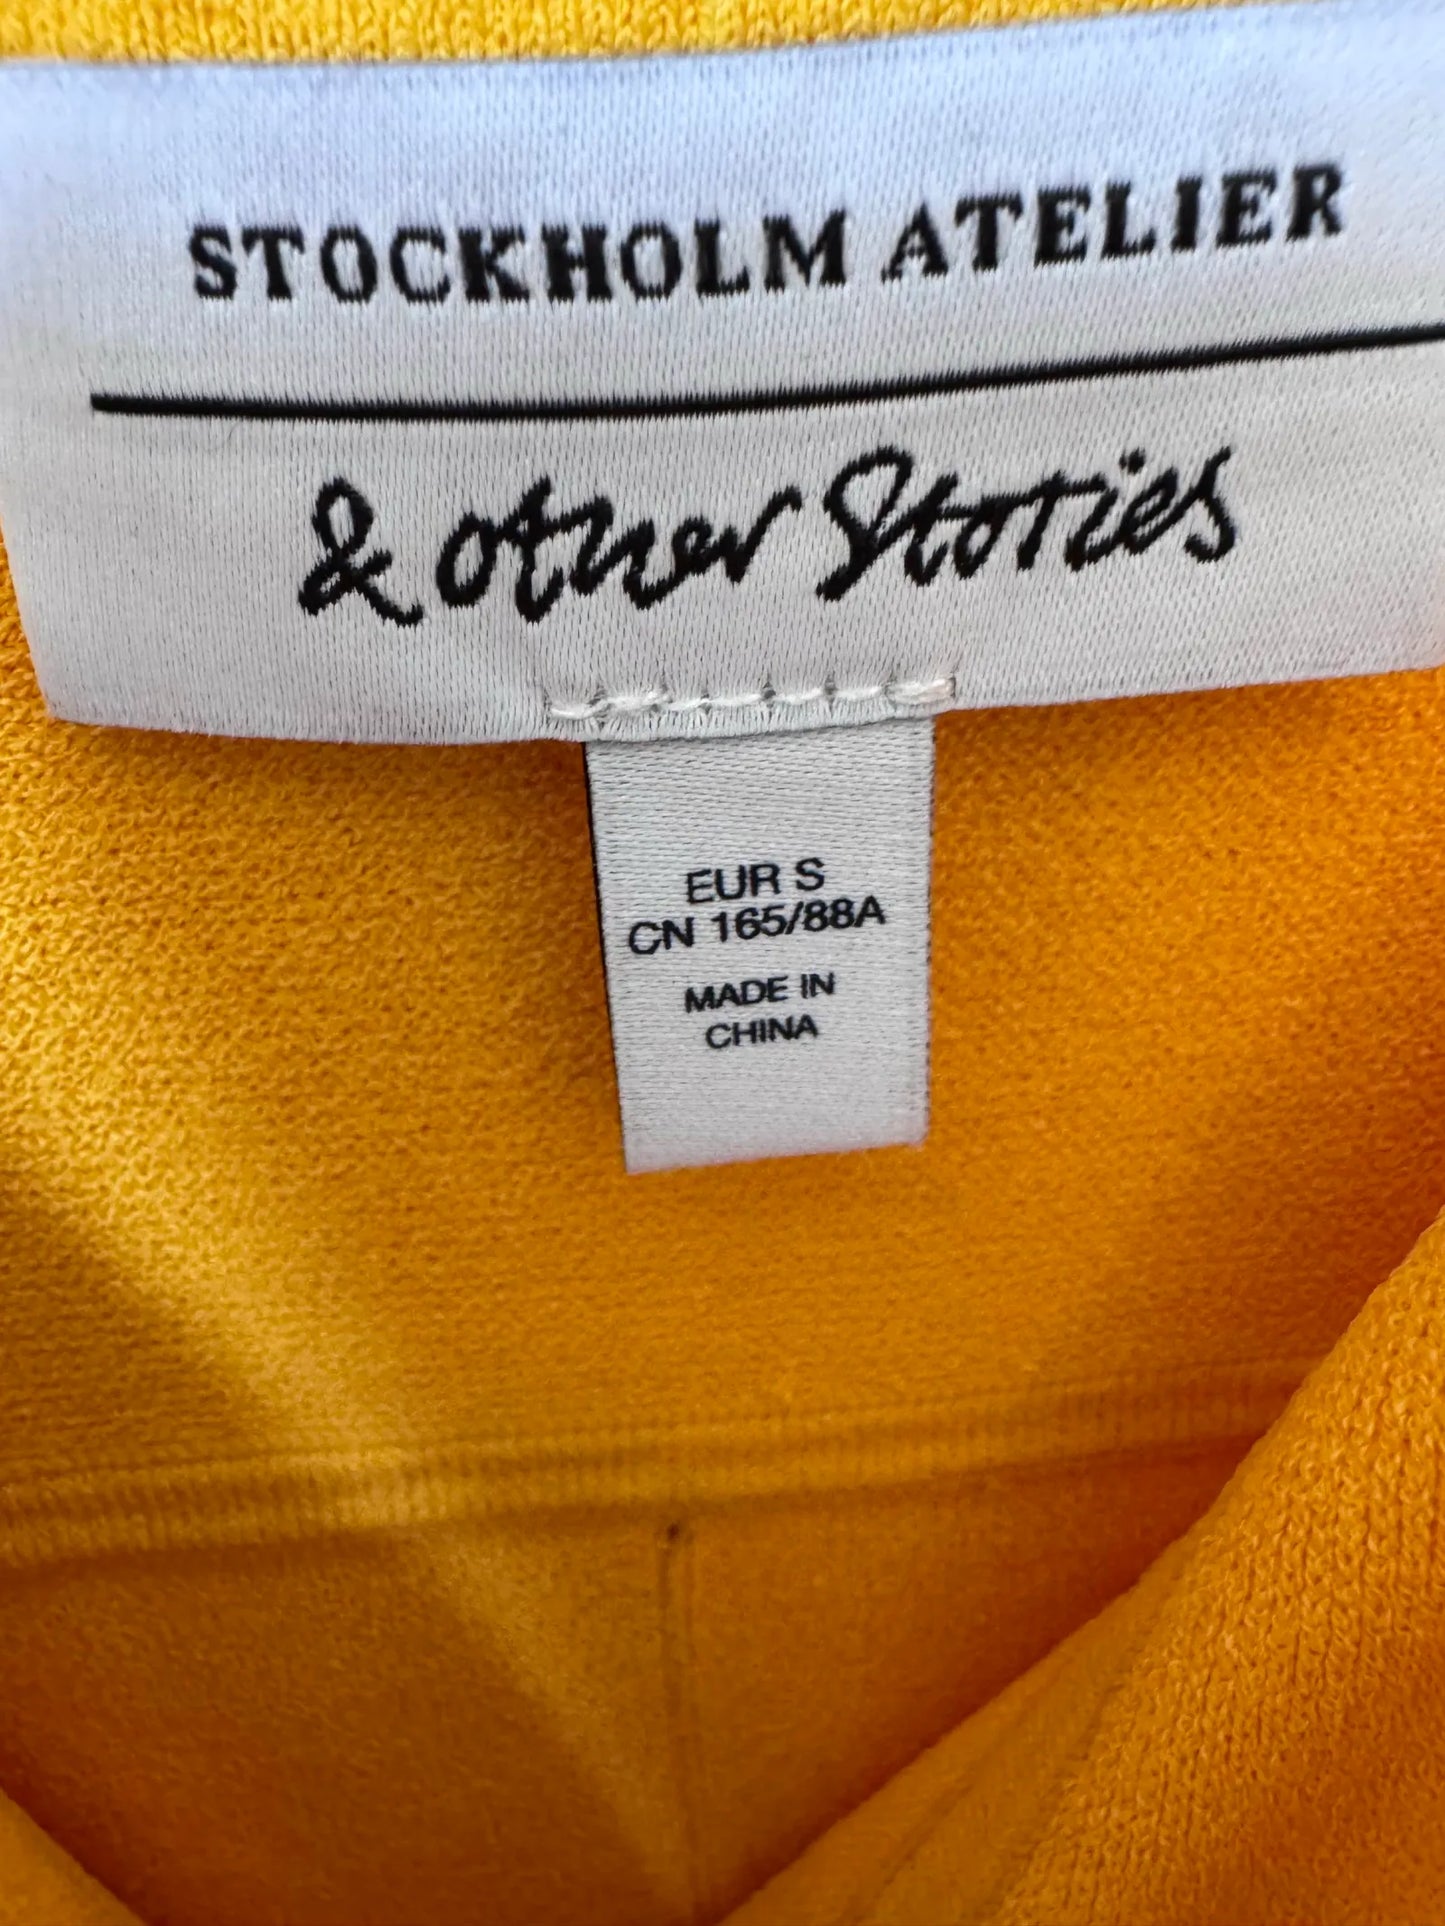 STOCKHOLM ATELIER
& other Stories
EUR S
CN 165/88A
MADE IN
CHINA